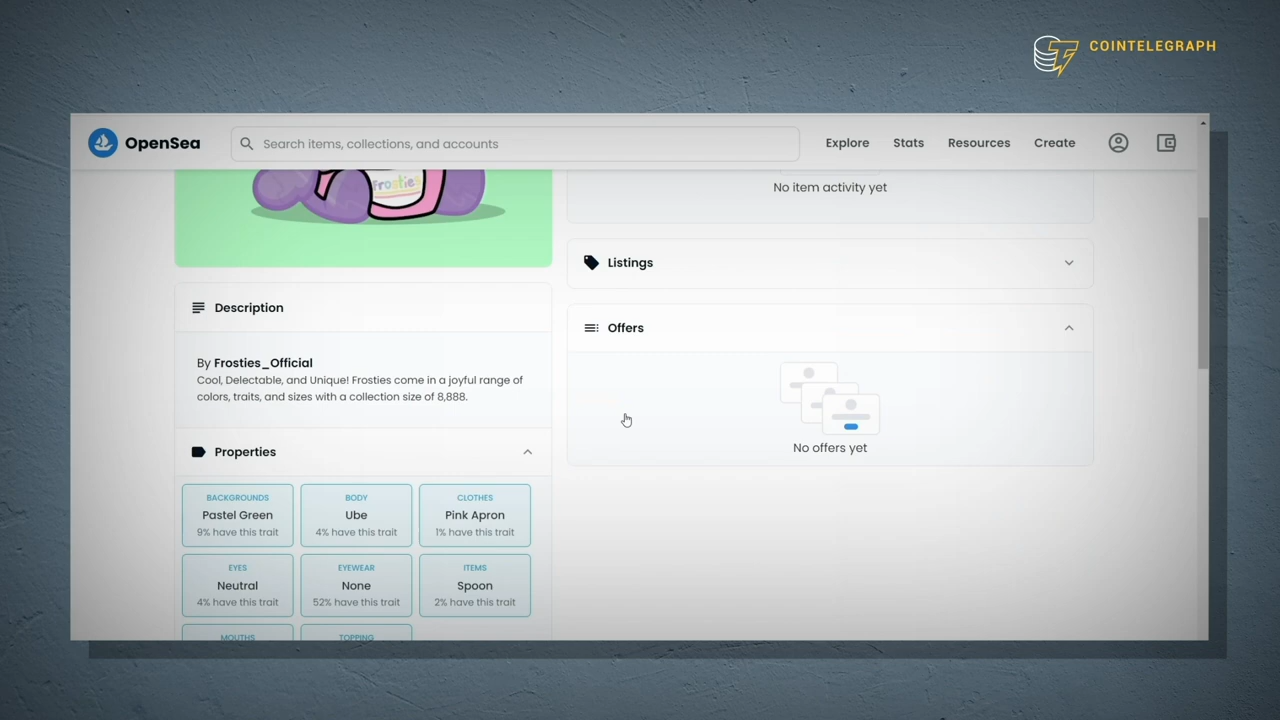 COINTELEGRAPH
OpenSea
Search items, collections, and accounts
Explore
Stats
Resources
Create
Frosties
No item activity yet
Listings
Description
Offers
By Frosties_Official
Cool, Delectable, and Unique! Frosties come in a joyful range of
colors, traits, and sizes with a collection size of 8,888.
No offers yet
Properties
BACKGROUNDS
Pastel Green
9% have this trait
BODY
Ube
4% have this trait
CLOTHES
Pink Apron
1% have this trait
EYES
Neutral
4% have this trait
EYEWEAR
None
52% have this trait
ITEMS
Spoon
2% have this trait
MOUTHS
TOPPING